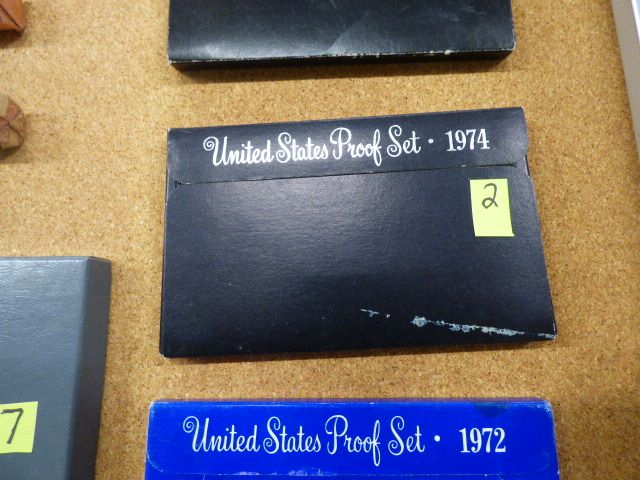 United States Proof Set · 1974
2
7
United States Proof Set · 1972